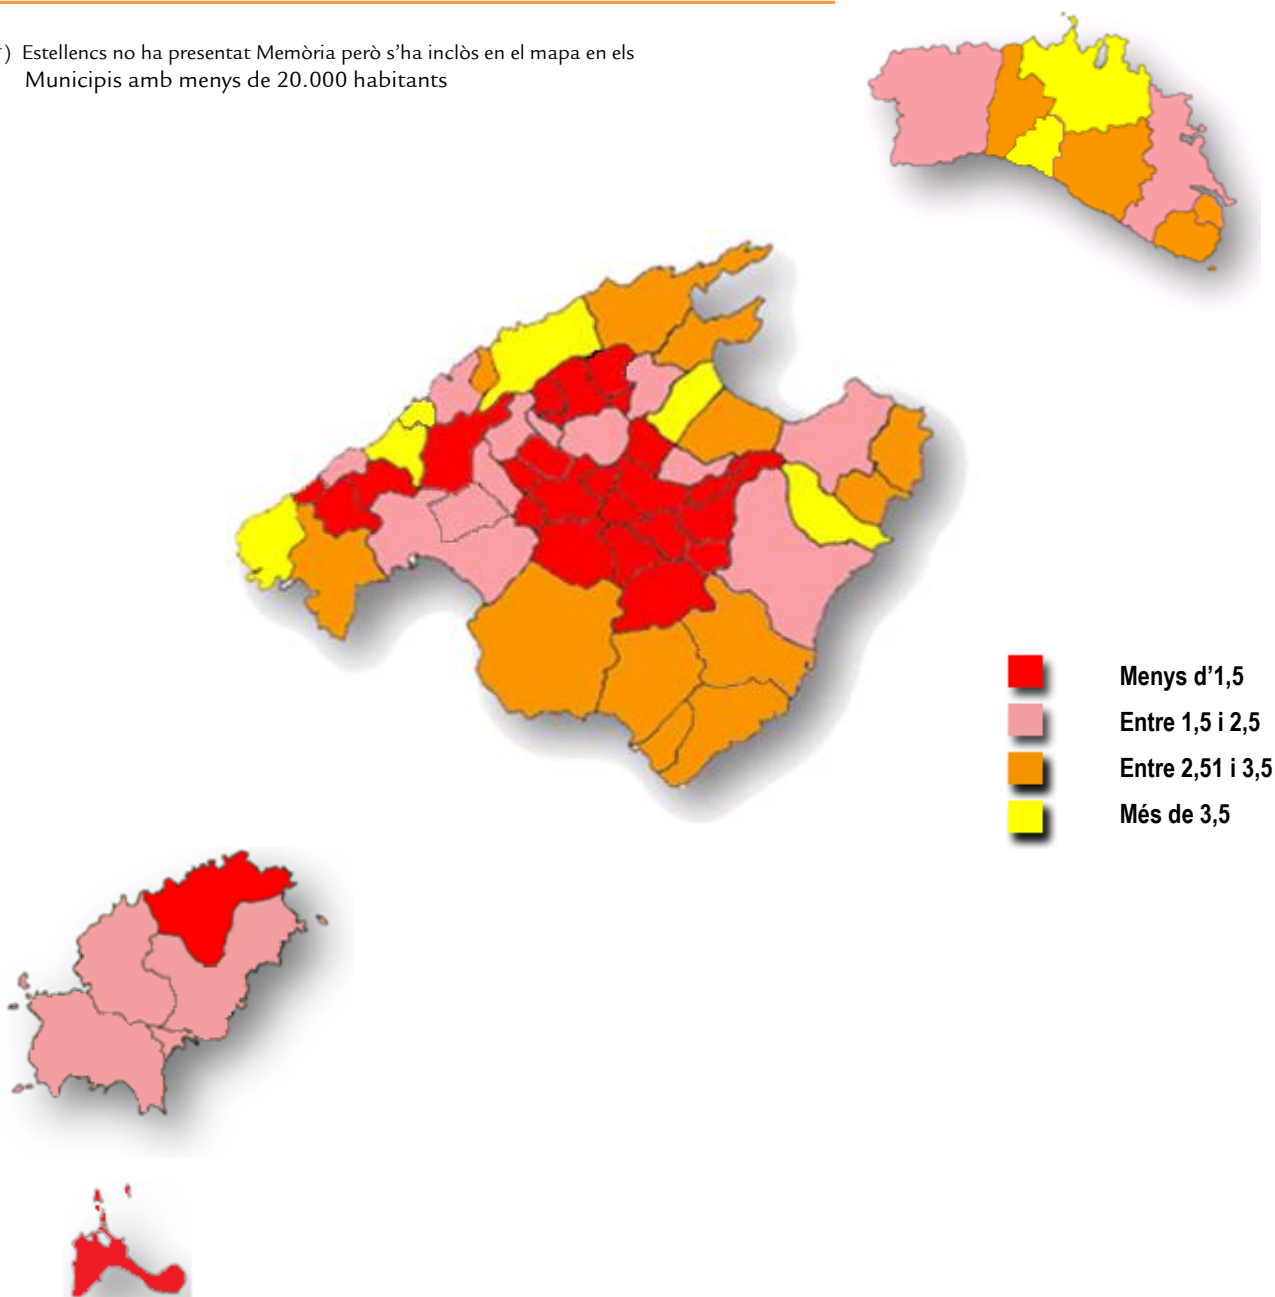 *) Estellencs no ha presentat Memòria però s’ha inclòs en el mapa en els
Municipis amb menys de 20.000 habitants
Menys d’1,5
Entre 1,5 i 2,5
Entre 2,51 i 3,5
Més de 3,5